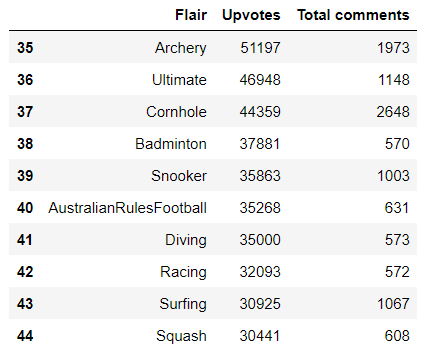 Flair Upvotes Total comments
35 Archery 51197 1973
36 Ultimate 46948 1148
37 Cornhole 44359 2648
38 Badminton 37881 570
39 Snooker 35863 1003
40 AustralianRulesFootball 35268 631
41 Diving 35000 573
42 Racing 32093 572
43 Surfing 30925 1067
44 Squash 30441 608